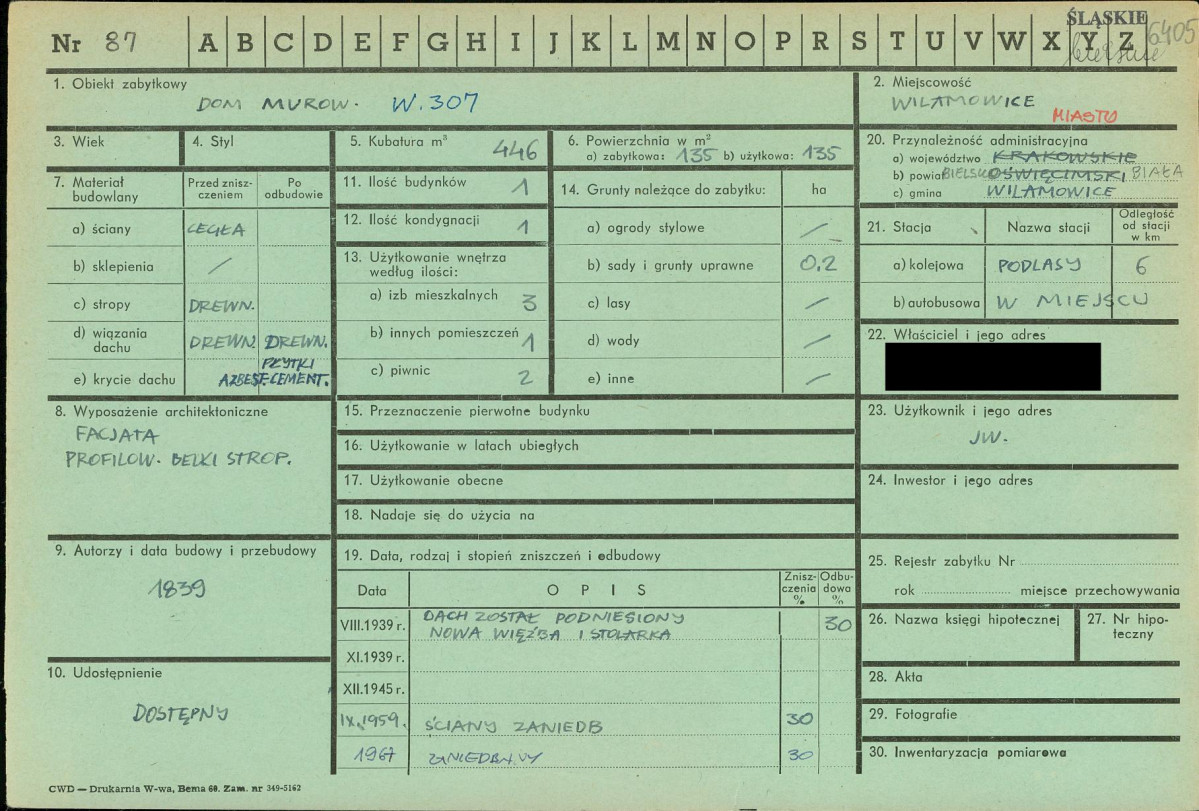 Nr 87 A B C D E F G H I J K L M N O P R S T U V W X Y Z
ŚLĄSKIE
6405
1. Obiekt zabytkowy
DOM MUROW. W.307
2. Miejscowość
WILAMOWICE
MIASTO
3. Wiek
4. Styl
5. Kubatura m³ 446
6. Powierzchnia w m²
a) zabytkowa: 135 b) użytkowa: 135
20. Przynależność administracyjna
a) województwo KRAKOWSKIE
b) powiat BIELSKO OŚWIĘCIMSKI BIAŁA
c) gmina WILAMOWICE
7. Materiał budowlany
Przed zniszczeniem
Po odbudowie
a) ściany CEGŁA
b) sklepienia /
c) stropy DREWN.
d) wiązania dachu DREWN. DREWN.
e) krycie dachu PŁYTKI
AZBEST-CEMENT.
11. Ilość budynków 1
12. Ilość kondygnacji 1
13. Użytkowanie wnętrza
według ilości:
a) izb mieszkalnych 3
b) innych pomieszczeń 1
c) piwnic 2
14. Grunty należące do zabytku: ha
a) ogrody stylowe /
b) sady i grunty uprawne 0,2
c) lasy /
d) wody /
e) inne /
21. Stacja Nazwa stacji Odległość od stacji w km
a) kolejowa PODLASY 6
b) autobusowa W MIEJSCU
22. Właściciel i jego adres
8. Wyposażenie architektoniczne
FACJATA
PROFILOW. BELKI STROP.
15. Przeznaczenie pierwotne budynku
16. Użytkowanie w latach ubiegłych
17. Użytkowanie obecne
18. Nadaje się do użycia na
23. Użytkownik i jego adres
JW.
24. Inwestor i jego adres
9. Autorzy i data budowy i przebudowy
1839
19. Data, rodzaj i stopień zniszczeń i odbudowy
Data OPIS Zniszczenia % Odbudowa %
VIII.1939 r. DACH ZOSTAŁ PODNIESIONY 30
NOWA WIĘŹBA I STOLARKA
XI.1939 r.
XII.1945 r.
IX.1959. ŚCIANY ZANIEDB 30
1967 ZANIEDBANY 30
25. Rejestr zabytku Nr
rok miejsce przechowywania
26. Nazwa księgi hipotecznej
27. Nr hipoteczny
28. Akta
29. Fotografie
30. Inwentaryzacja pomiarowa
10. Udostępnienie
DOSTĘPNY
CWD — Drukarnia W-wa, Bema 60. Zam. nr 349-5162